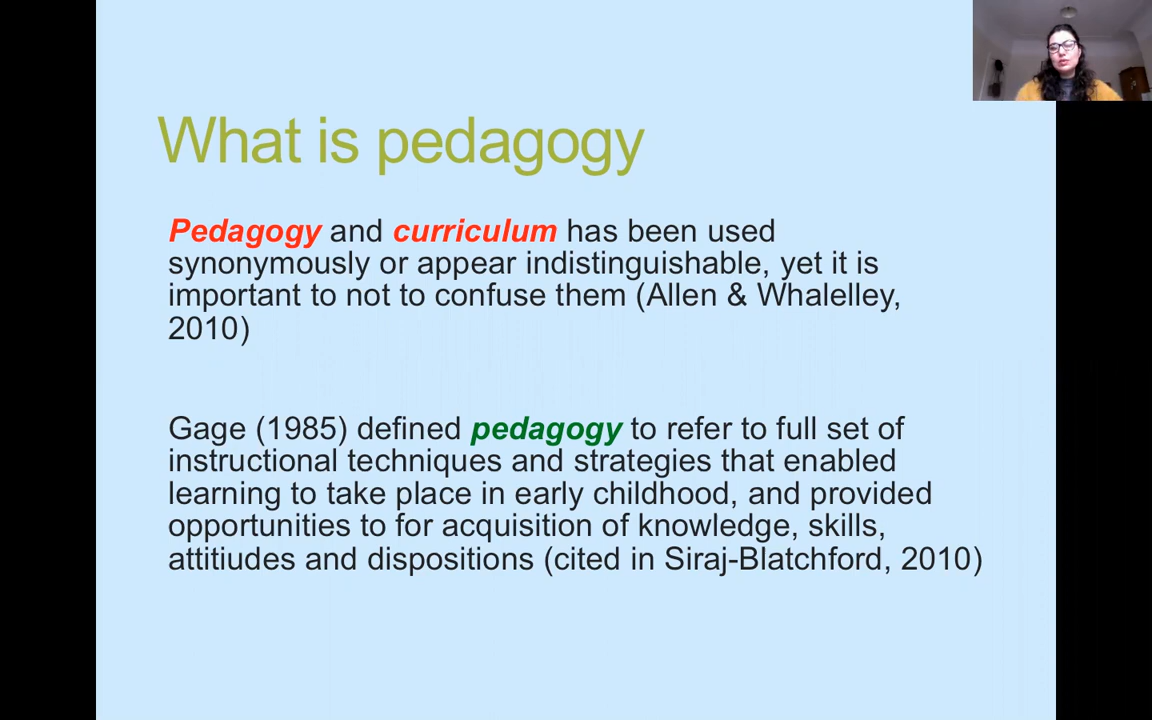 What is pedagogy
Pedagogy and curriculum has been used
synonymously or appear indistinguishable, yet it is
important to not to confuse them (Allen & Whalelley,
2010)
Gage (1985) defined pedagogy to refer to full set of
instructional techniques and strategies that enabled
learning to take place in early childhood, and provided
opportunities to for acquisition of knowledge, skills,
attitiudes and dispositions (cited in Siraj-Blatchford, 2010)